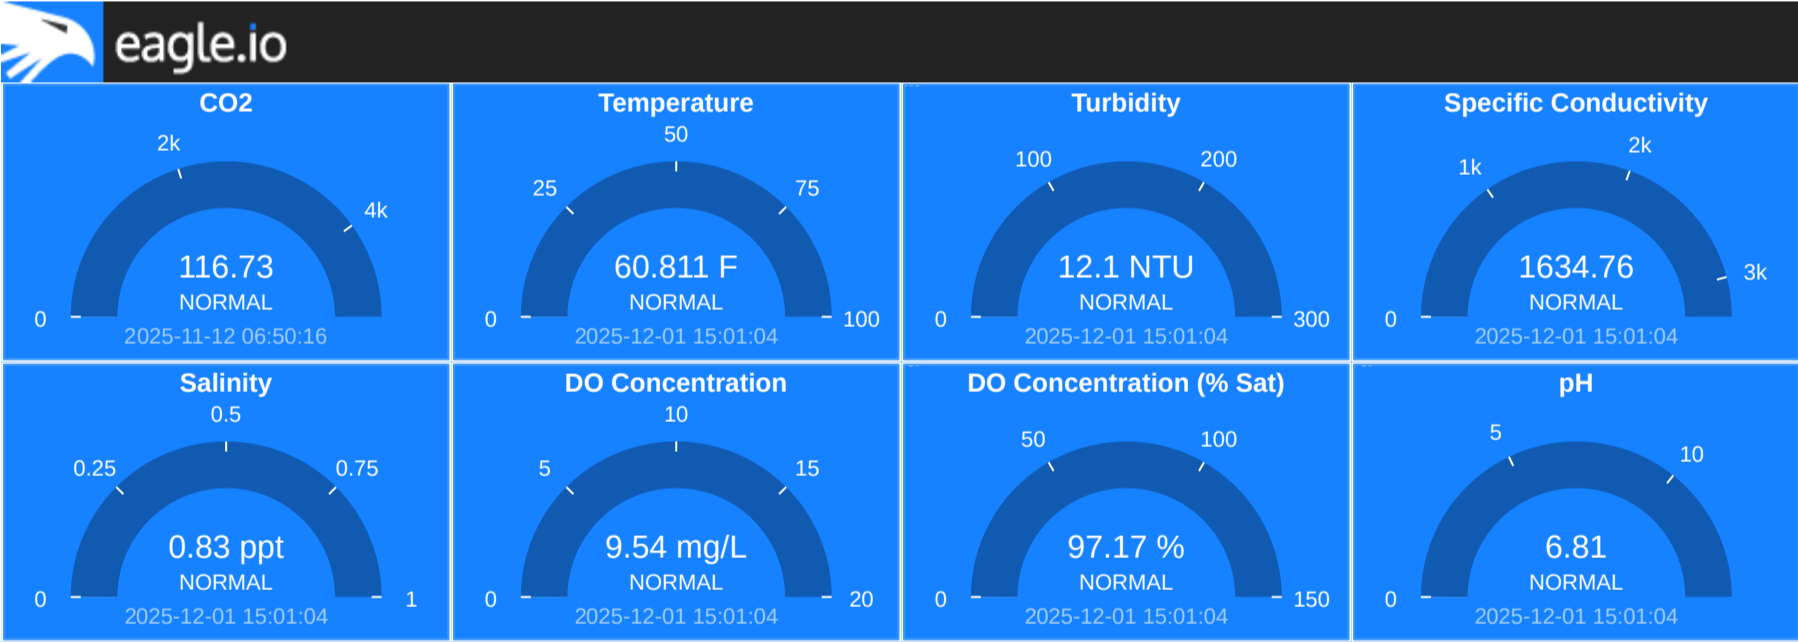 eagle.io
CO2
2k
4k
0
116.73
NORMAL
2025-11-12 06:50:16
Temperature
50
25
75
0
100
60.811 F
NORMAL
2025-12-01 15:01:04
Turbidity
100
200
0
300
12.1 NTU
NORMAL
2025-12-01 15:01:04
Specific Conductivity
2k
1k
3k
0
1634.76
NORMAL
2025-12-01 15:01:04
Salinity
0.5
0.25
0.75
0
1
0.83 ppt
NORMAL
2025-12-01 15:01:04
DO Concentration
10
5
15
0
20
9.54 mg/L
NORMAL
2025-12-01 15:01:04
DO Concentration (% Sat)
50
100
0
150
97.17 %
NORMAL
2025-12-01 15:01:04
pH
5
10
0
6.81
NORMAL
2025-12-01 15:01:04